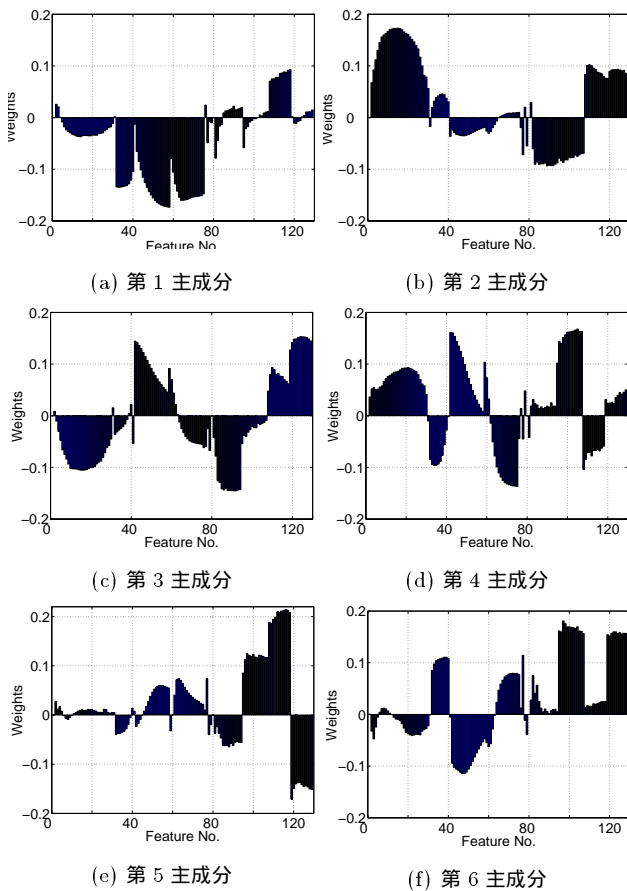 0.2
0.1
0
−0.1
−0.2
Weights
40
80
120
Feature No.
(a) 第 1 主成分
0.2
0.1
0
−0.1
−0.2
Weights
0
40
80
120
Feature No.
(b) 第 2 主成分
0.2
0.1
0
−0.1
−0.2
Weights
0
40
80
120
Feature No.
(c) 第 3 主成分
0.2
0.1
0
−0.1
−0.2
Weights
0
40
80
120
Feature No.
(d) 第 4 主成分
0.2
0.1
0
−0.1
−0.2
Weights
0
40
80
120
Feature No.
(e) 第 5 主成分
0.2
0.1
0
−0.1
−0.2
Weights
0
40
80
120
Feature No.
(f) 第 6 主成分